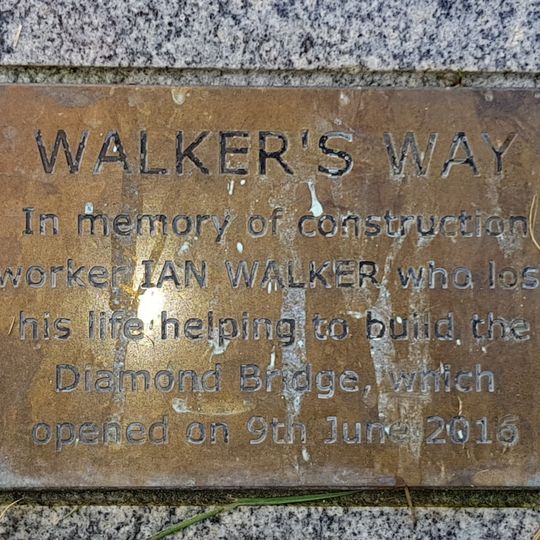 WALKER'S WAY
In memory of construction
worker IAN WALKER who los
his life helping to build the
Diamond Bridge, which
opened on 9th June 2016